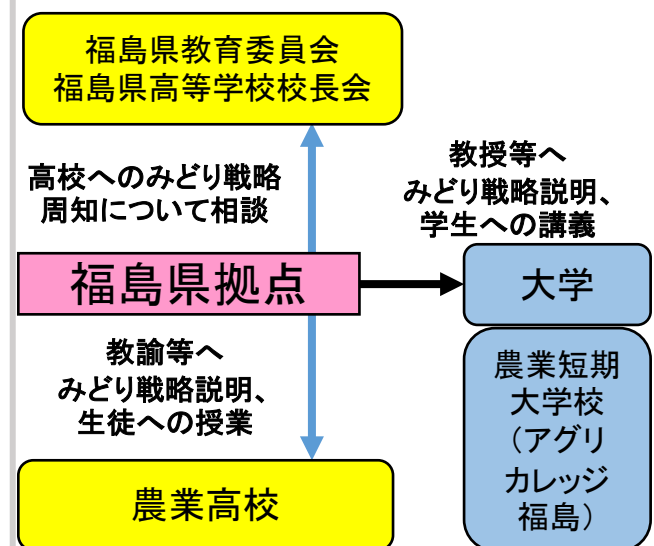 福島県教育委員会
福島県高等学校校長会
高校へのみどり戦略
周知について相談
教授等へ
みどり戦略説明、
学生への講義
福島県拠点
大学
教諭等へ
みどり戦略説明、
生徒への授業
農業短期
大学校
（アグリ
カレッジ
福島）
農業高校